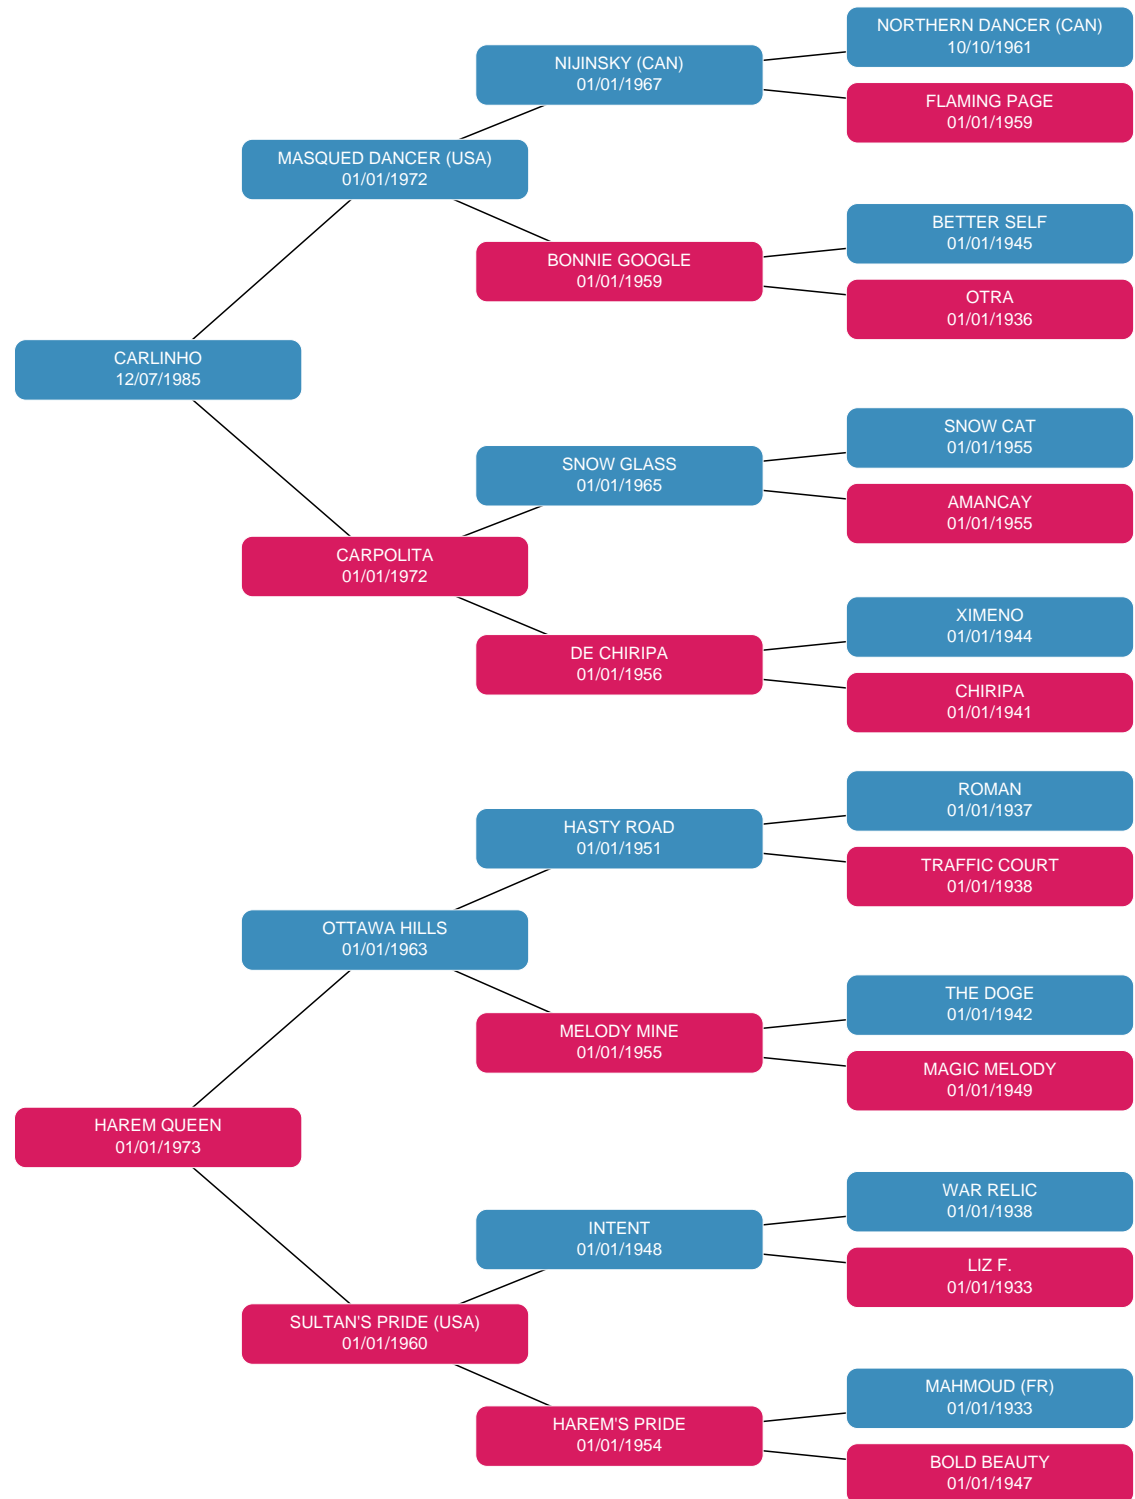 NORTHERN DANCER (CAN)
10/10/1961
NIJINSKY (CAN)
01/01/1967
FLAMING PAGE
01/01/1959
MASQUED DANCER (USA)
01/01/1972
BETTER SELF
01/01/1945
BONNIE GOOGLE
01/01/1959
OTRA
01/01/1936
CARLINHO
12/07/1985
SNOW CAT
01/01/1955
SNOW GLASS
01/01/1965
AMANCAY
01/01/1955
CARPOLITA
01/01/1972
XIMENO
01/01/1944
DE CHIRIPA
01/01/1956
CHIRIPA
01/01/1941
ROMAN
01/01/1937
HASTY ROAD
01/01/1951
TRAFFIC COURT
01/01/1938
OTTAWA HILLS
01/01/1963
THE DOGE
01/01/1942
MELODY MINE
01/01/1955
MAGIC MELODY
01/01/1949
HAREM QUEEN
01/01/1973
WAR RELIC
01/01/1938
INTENT
01/01/1948
LIZ F.
01/01/1933
SULTAN'S PRIDE (USA)
01/01/1960
MAHMOUD (FR)
01/01/1933
HAREM'S PRIDE
01/01/1954
BOLD BEAUTY
01/01/1947